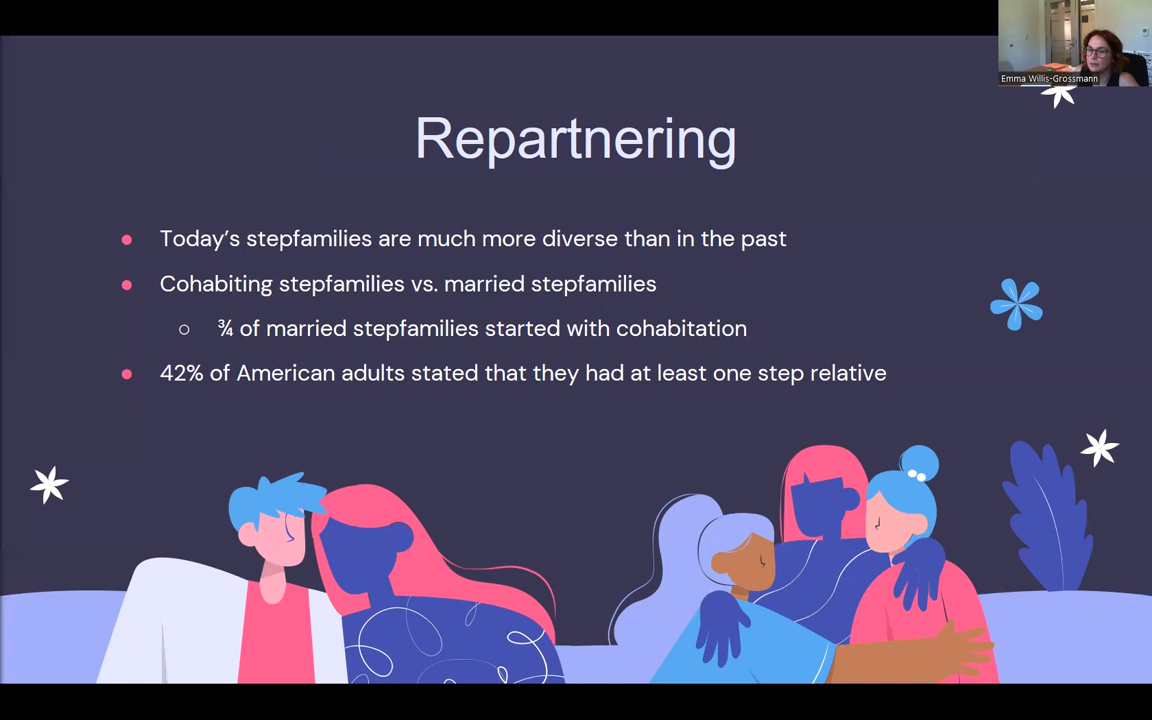 Emma Willis-Grossmann
Repartnering
● Today’s stepfamilies are much more diverse than in the past
● Cohabiting stepfamilies vs. married stepfamilies
○ ¾ of married stepfamilies started with cohabitation
● 42% of American adults stated that they had at least one step relative